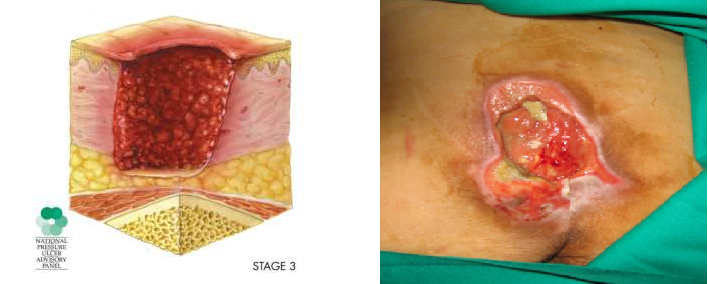 NATIONAL
PRESSURE
ULCER
ADVISORY
PANEL
STAGE 3